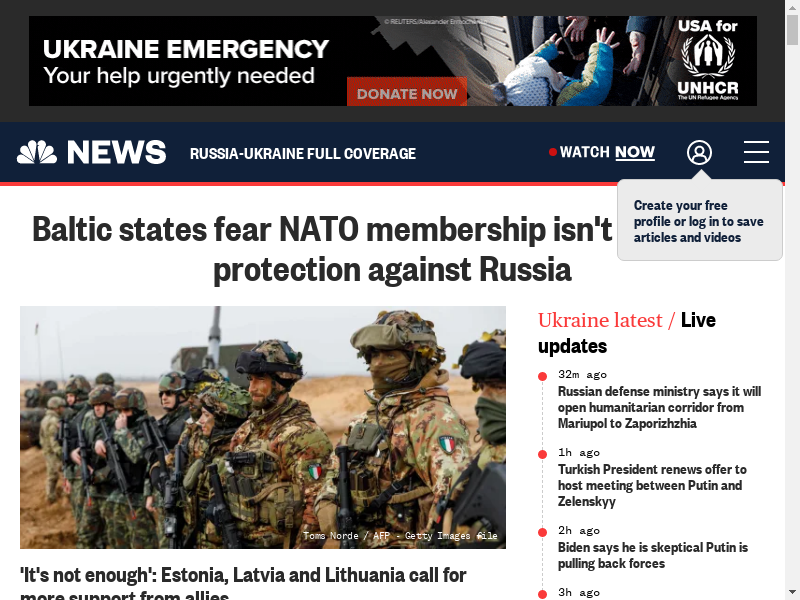 © REUTERS/Alexander Ermochenko
UKRAINE EMERGENCY
Your help urgently needed
DONATE NOW
USA for
UNHCR
The UN Refugee Agency
NEWS
RUSSIA-UKRAINE FULL COVERAGE
WATCH NOW
Create your free
profile or log in to save
articles and videos
Baltic states fear NATO membership isn't
protection against Russia
Toms Norde / AFP - Getty Images file
'It's not enough': Estonia, Latvia and Lithuania call for
more support from allies
Ukraine latest / Live
updates
32m ago
Russian defense ministry says it will
open humanitarian corridor from
Mariupol to Zaporizhzhia
1h ago
Turkish President renews offer to
host meeting between Putin and
Zelenskyy
2h ago
Biden says he is skeptical Putin is
pulling back forces
3h ago